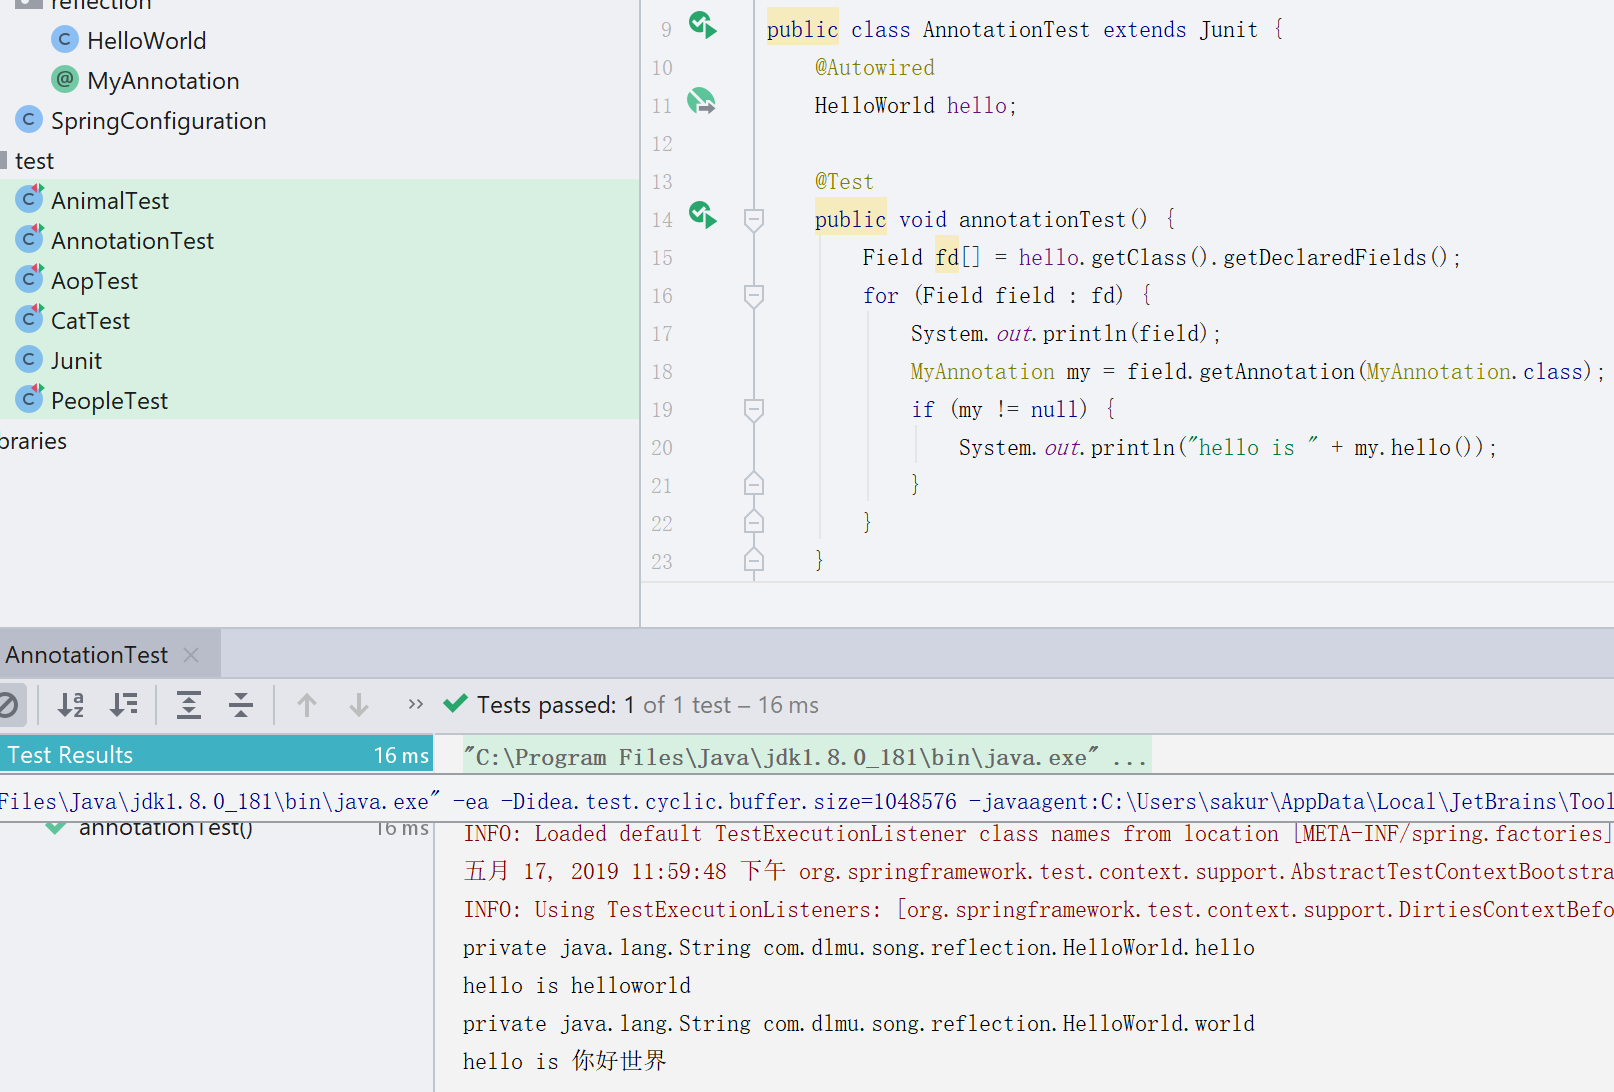 reflection
HelloWorld
MyAnnotation
SpringConfiguration
test
AnimalTest
AnnotationTest
AopTest
CatTest
Junit
PeopleTest
braries
9 public class AnnotationTest extends Junit {
10 @Autowired
11 HelloWorld hello;
12
13 @Test
14 public void annotationTest() {
15 Field fd[] = hello.getClass().getDeclaredFields();
16 for (Field field : fd) {
17 System.out.println(field);
18 MyAnnotation my = field.getAnnotation(MyAnnotation.class);
19 if (my != null) {
20 System.out.println("hello is " + my.hello());
21 }
22 }
23 }
AnnotationTest
Tests passed: 1 of 1 test – 16 ms
Test Results 16 ms
"C:\Program Files\Java\jdk1.8.0_181\bin\java.exe" ...
Files\Java\jdk1.8.0_181\bin\java.exe" -ea -Didea.test.cyclic.buffer.size=1048576 -javaagent:C:\Users\sakur\AppData\Local\JetBrains\Tool
annotationTest() 16 ms
INFO: Loaded default TestExecutionListener class names from location [META-INF/spring.factories]
五月 17, 2019 11:59:48 下午 org.springframework.test.context.support.AbstractTestContextBootstra
INFO: Using TestExecutionListeners: [org.springframework.test.context.support.DirtiesContextBefo
private java.lang.String com.dlmu.song.reflection.HelloWorld.hello
hello is helloworld
private java.lang.String com.dlmu.song.reflection.HelloWorld.world
hello is 你好世界